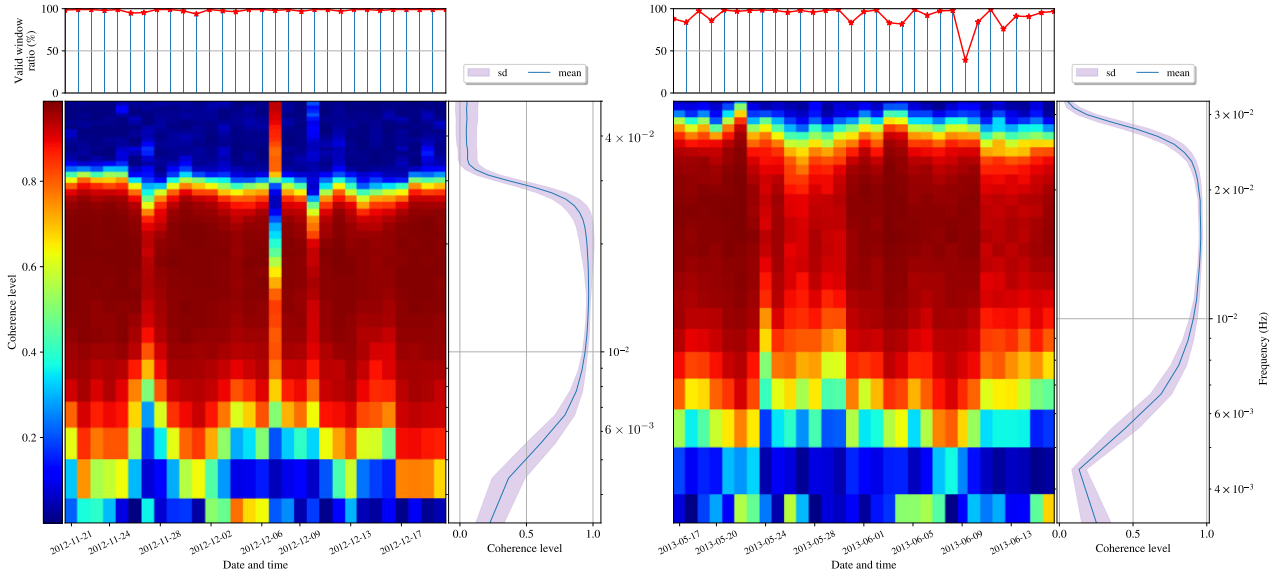 100
50
0
Valid window
ratio (%)
sd
mean
100
50
0
sd
mean
0.8
0.6
0.4
0.2
Coherence level
4 × 10⁻²
10⁻²
6 × 10⁻³
3 × 10⁻²
2 × 10⁻²
10⁻²
6 × 10⁻³
4 × 10⁻³
Frequency (Hz)
2012-11-21
2012-11-24
2012-11-28
2012-12-02
2012-12-06
2012-12-09
2012-12-13
2012-12-17
0.0
0.5
1.0
2013-05-17
2013-05-20
2013-05-24
2013-05-28
2013-06-01
2013-06-05
2013-06-09
2013-06-13
0.0
0.5
1.0
Date and time
Coherence level
Date and time
Coherence level